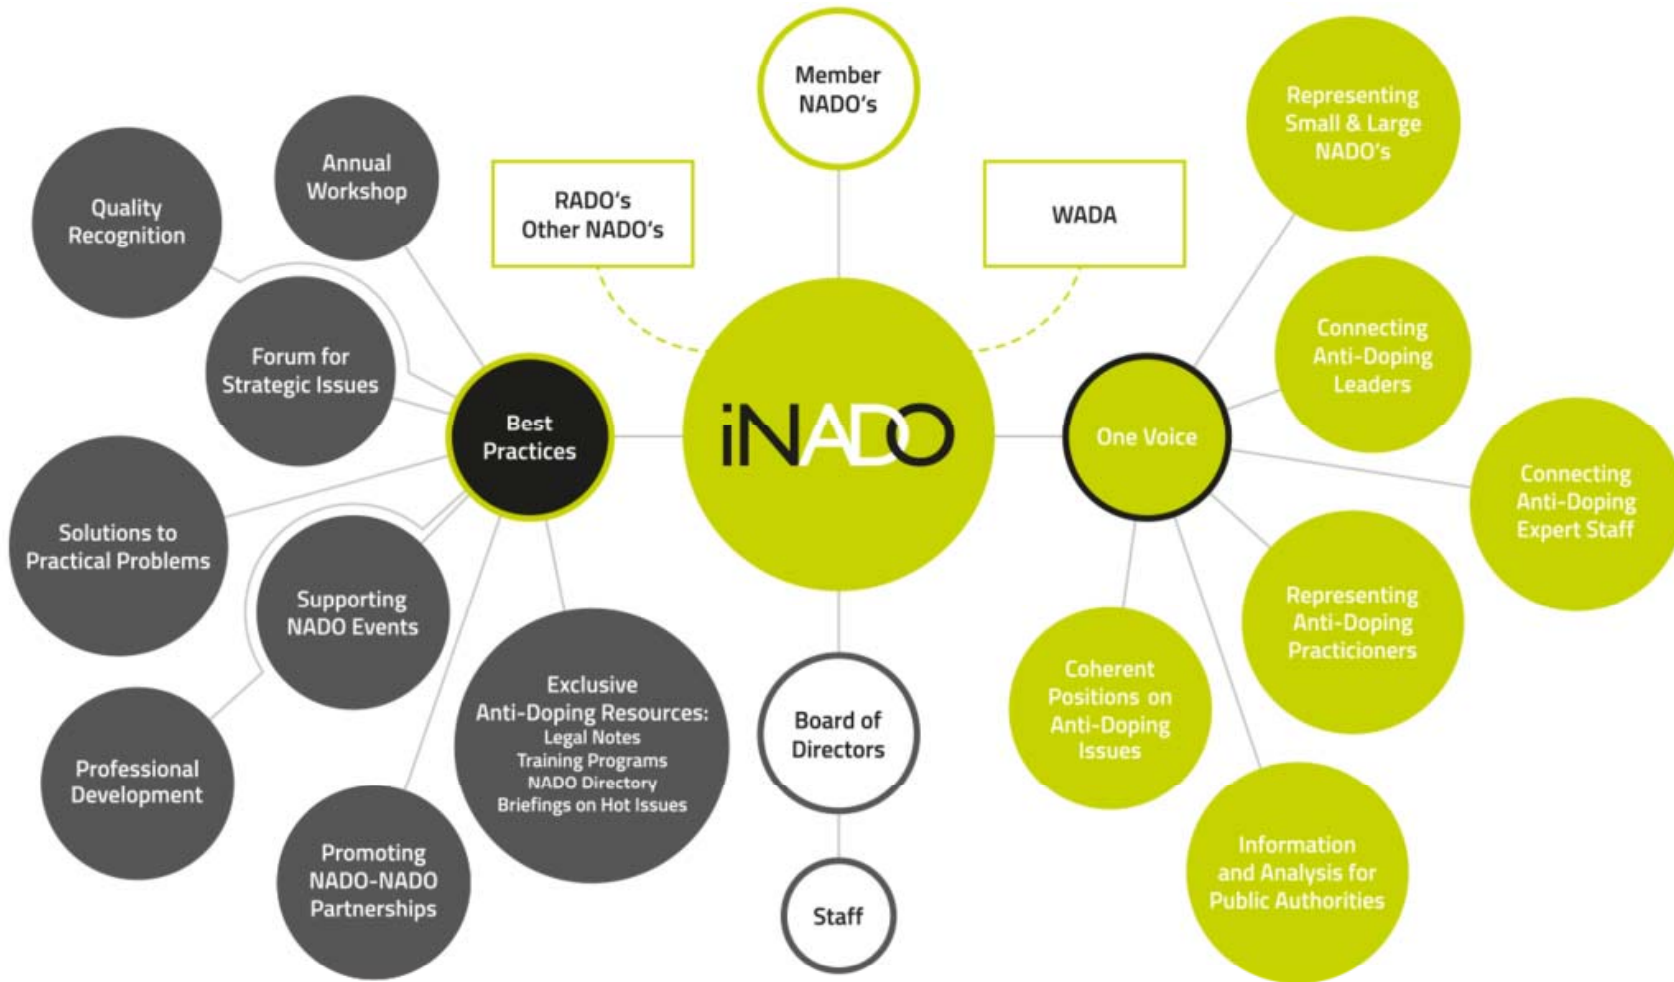 Member
NADO's
RADO's
Other NADO's
WADA
iNADO
Best
Practices
Annual
Workshop
Quality
Recognition
Forum for
Strategic Issues
Solutions to
Practical Problems
Supporting
NADO Events
Professional
Development
Promoting
NADO-NADO
Partnerships
Exclusive
Anti-Doping Resources:
Legal Notes
Training Programs
NADO Directory
Briefings on Hot Issues
Board of
Directors
Staff
One Voice
Representing
Small & Large
NADO's
Connecting
Anti-Doping
Leaders
Connecting
Anti-Doping
Expert Staff
Representing
Anti-Doping
Practicioners
Coherent
Positions on
Anti-Doping
Issues
Information
and Analysis for
Public Authorities